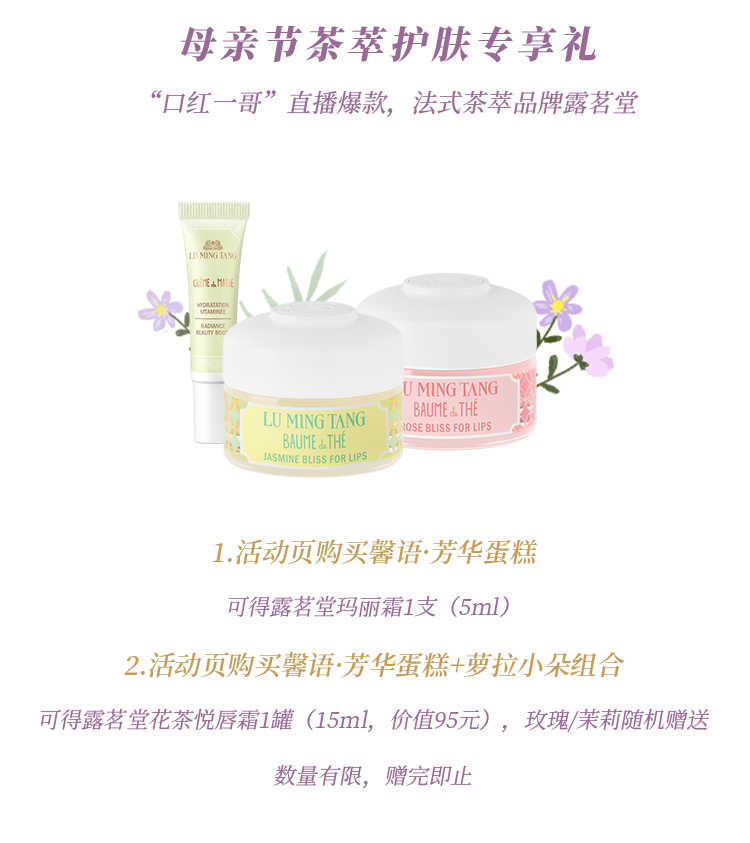 母亲节茶萃护肤专享礼
“口红一哥”直播爆款，法式茶萃品牌露茗堂
LU MING TANG
CRÈME de MARIE
HYDRATATION
VITAMINÉE
RADIANCE
BEAUTY BOO
LU MING TANG
BAUME du THÉ
JASMINE BLISS FOR LIPS
U MING TANG
BAUME du THÉ
ROSE BLISS FOR LIPS
1.活动页购买馨语·芳华蛋糕
可得露茗堂玛丽霜1支（5ml）
2.活动页购买馨语·芳华蛋糕+萝拉小朵组合
可得露茗堂花茶悦唇霜1罐（15ml，价值95元），玫瑰/茉莉随机赠送
数量有限，赠完即止